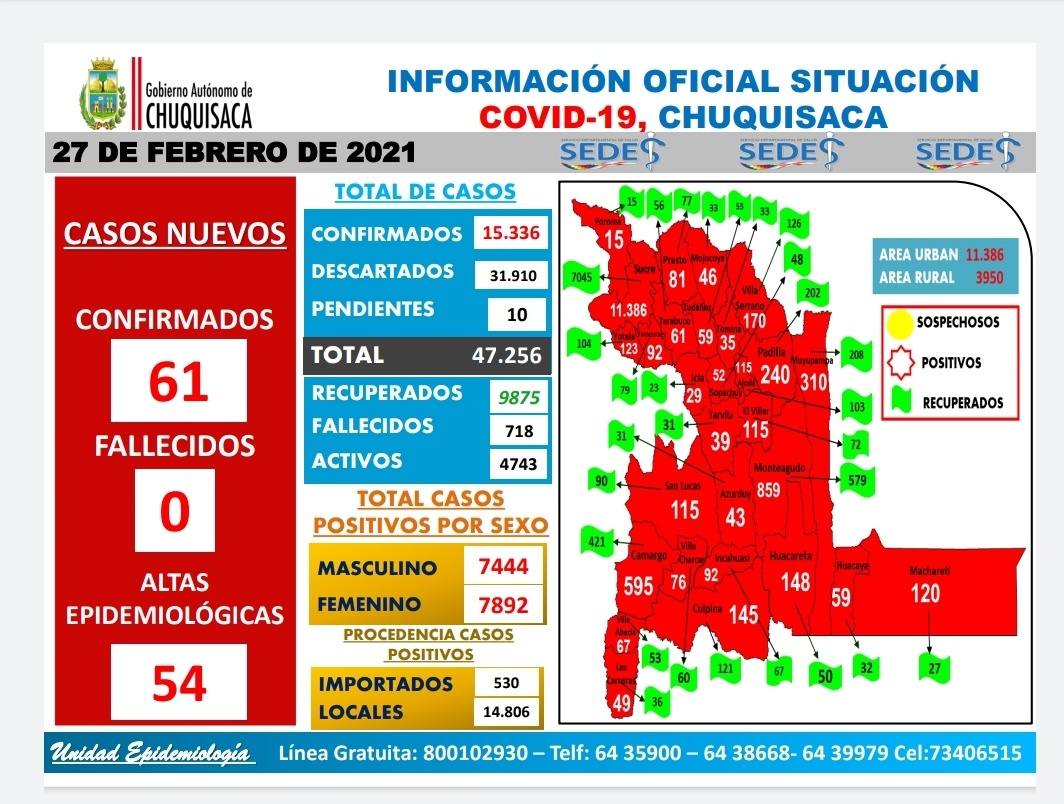 Gobierno Autónomo de
CHUQUISACA
INFORMACIÓN OFICIAL SITUACIÓN
COVID-19, CHUQUISACA
27 DE FEBRERO DE 2021
SEDES SEDES SEDES
CASOS NUEVOS
CONFIRMADOS
61
FALLECIDOS
0
ALTAS
EPIDEMIOLÓGICAS
54
TOTAL DE CASOS
CONFIRMADOS 15.336
DESCARTADOS 31.910
PENDIENTES 10
TOTAL 47.256
RECUPERADOS 9875
FALLECIDOS 718
ACTIVOS 4743
TOTAL CASOS
POSITIVOS POR SEXO
MASCULINO 7444
FEMENINO 7892
PROCEDENCIA CASOS
POSITIVOS
IMPORTADOS 530
LOCALES 14.806
15 56 77 33 53 33 126
48
202
Poroma
15
7045
Sucre
11.386
Presto
81
Mojocoya
46
Villa
Serrano
170
Zudáñez
59
Tarabuco
61
Tomina
35
Yotala
123
92
104
79
23
Icla
29
52
Sopachuy
115
Alcalá
Padilla
240
Muyupampa
310
208
103
72
579
31
31
90
Tarvita
39
El Villar
115
Monteagudo
859
San Lucas
115
Azurduy
43
421
Camargo
595
Villa
Charcas
76
Incahuasi
92
Culpina
145
Huacareta
148
Huacaya
59
Machareti
120
Villa
Abecia
67
Las
Carreras
49
53
36
60
121
67
50
32
27
AREA URBAN 11.386
AREA RURAL 3950
SOSPECHOSOS
POSITIVOS
RECUPERADOS
Unidad Epidemiología Línea Gratuita: 800102930 – Telf: 64 35900 – 64 38668- 64 39979 Cel:73406515